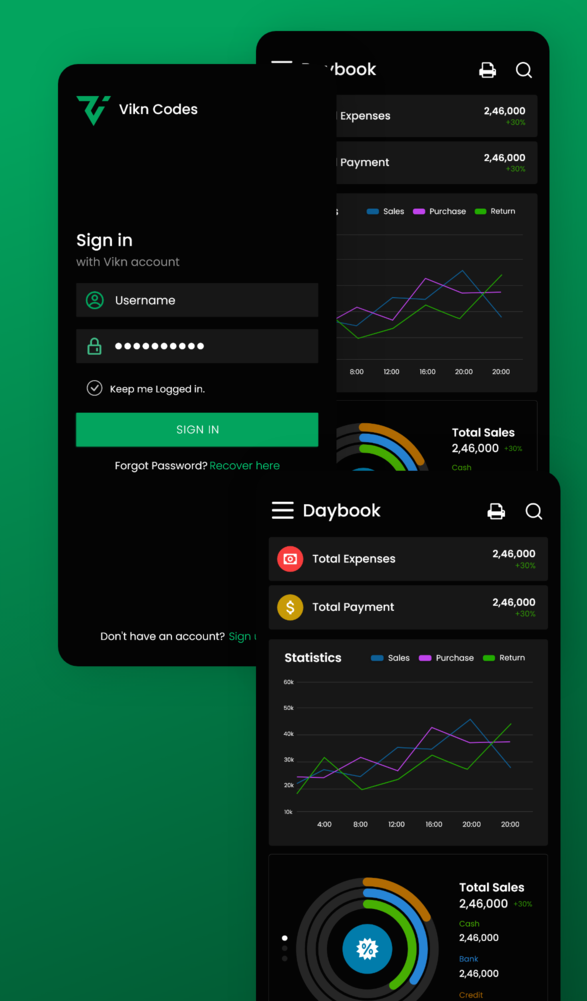 Vikn Codes
Sign in
with Vikn account
Username
Keep me Logged in.
SIGN IN
Forgot Password? Recover here
Don't have an account? Sign
Expenses
2,46,000
+30%
Payment
2,46,000
+30%
Sales Purchase Return
8:00 12:00 16:00 20:00 20:00
Total Sales
2,46,000 +30%
Cash
Daybook
Total Expenses
2,46,000
+30%
Total Payment
2,46,000
+30%
Statistics
Sales Purchase Return
60k
50k
40k
30k
20k
10k
4:00 8:00 12:00 16:00 20:00 20:00
Total Sales
2,46,000 +30%
Cash
2,46,000
Bank
2,46,000
Credit